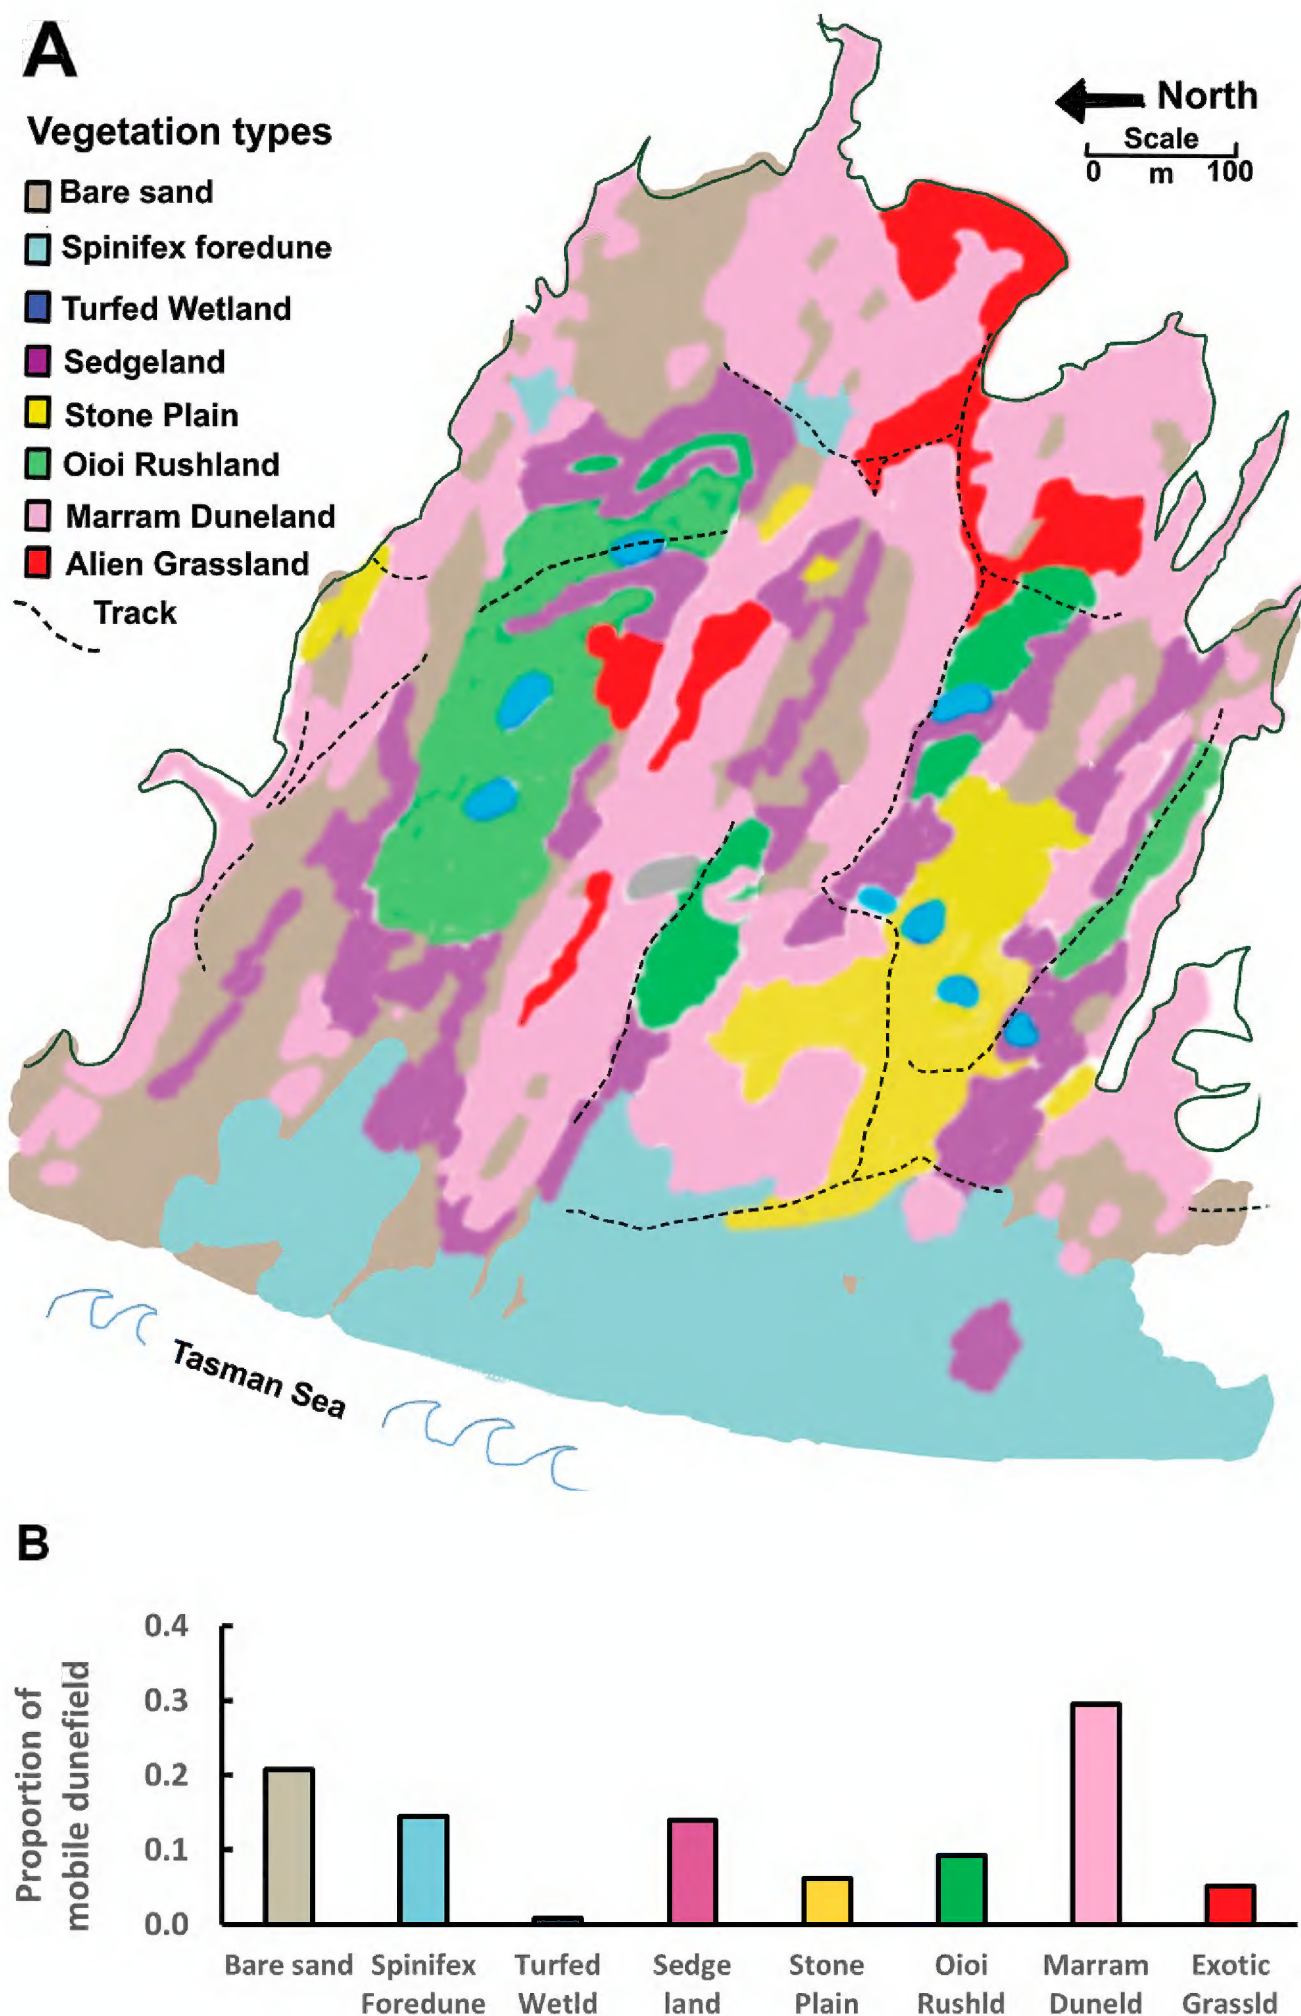 A
North
Scale
0 m 100
Vegetation types
Bare sand
Spinifex foredune
Turfed Wetland
Sedgeland
Stone Plain
Oioi Rushland
Marram Duneland
Alien Grassland
Track
Tasman Sea
B
Proportion of
mobile dunefield
0.4
0.3
0.2
0.1
0.0
Bare sand Spinifex Turfed Sedge Stone Oioi Marram Exotic
Foredune Wetld land Plain Rushld Duneld Grassld